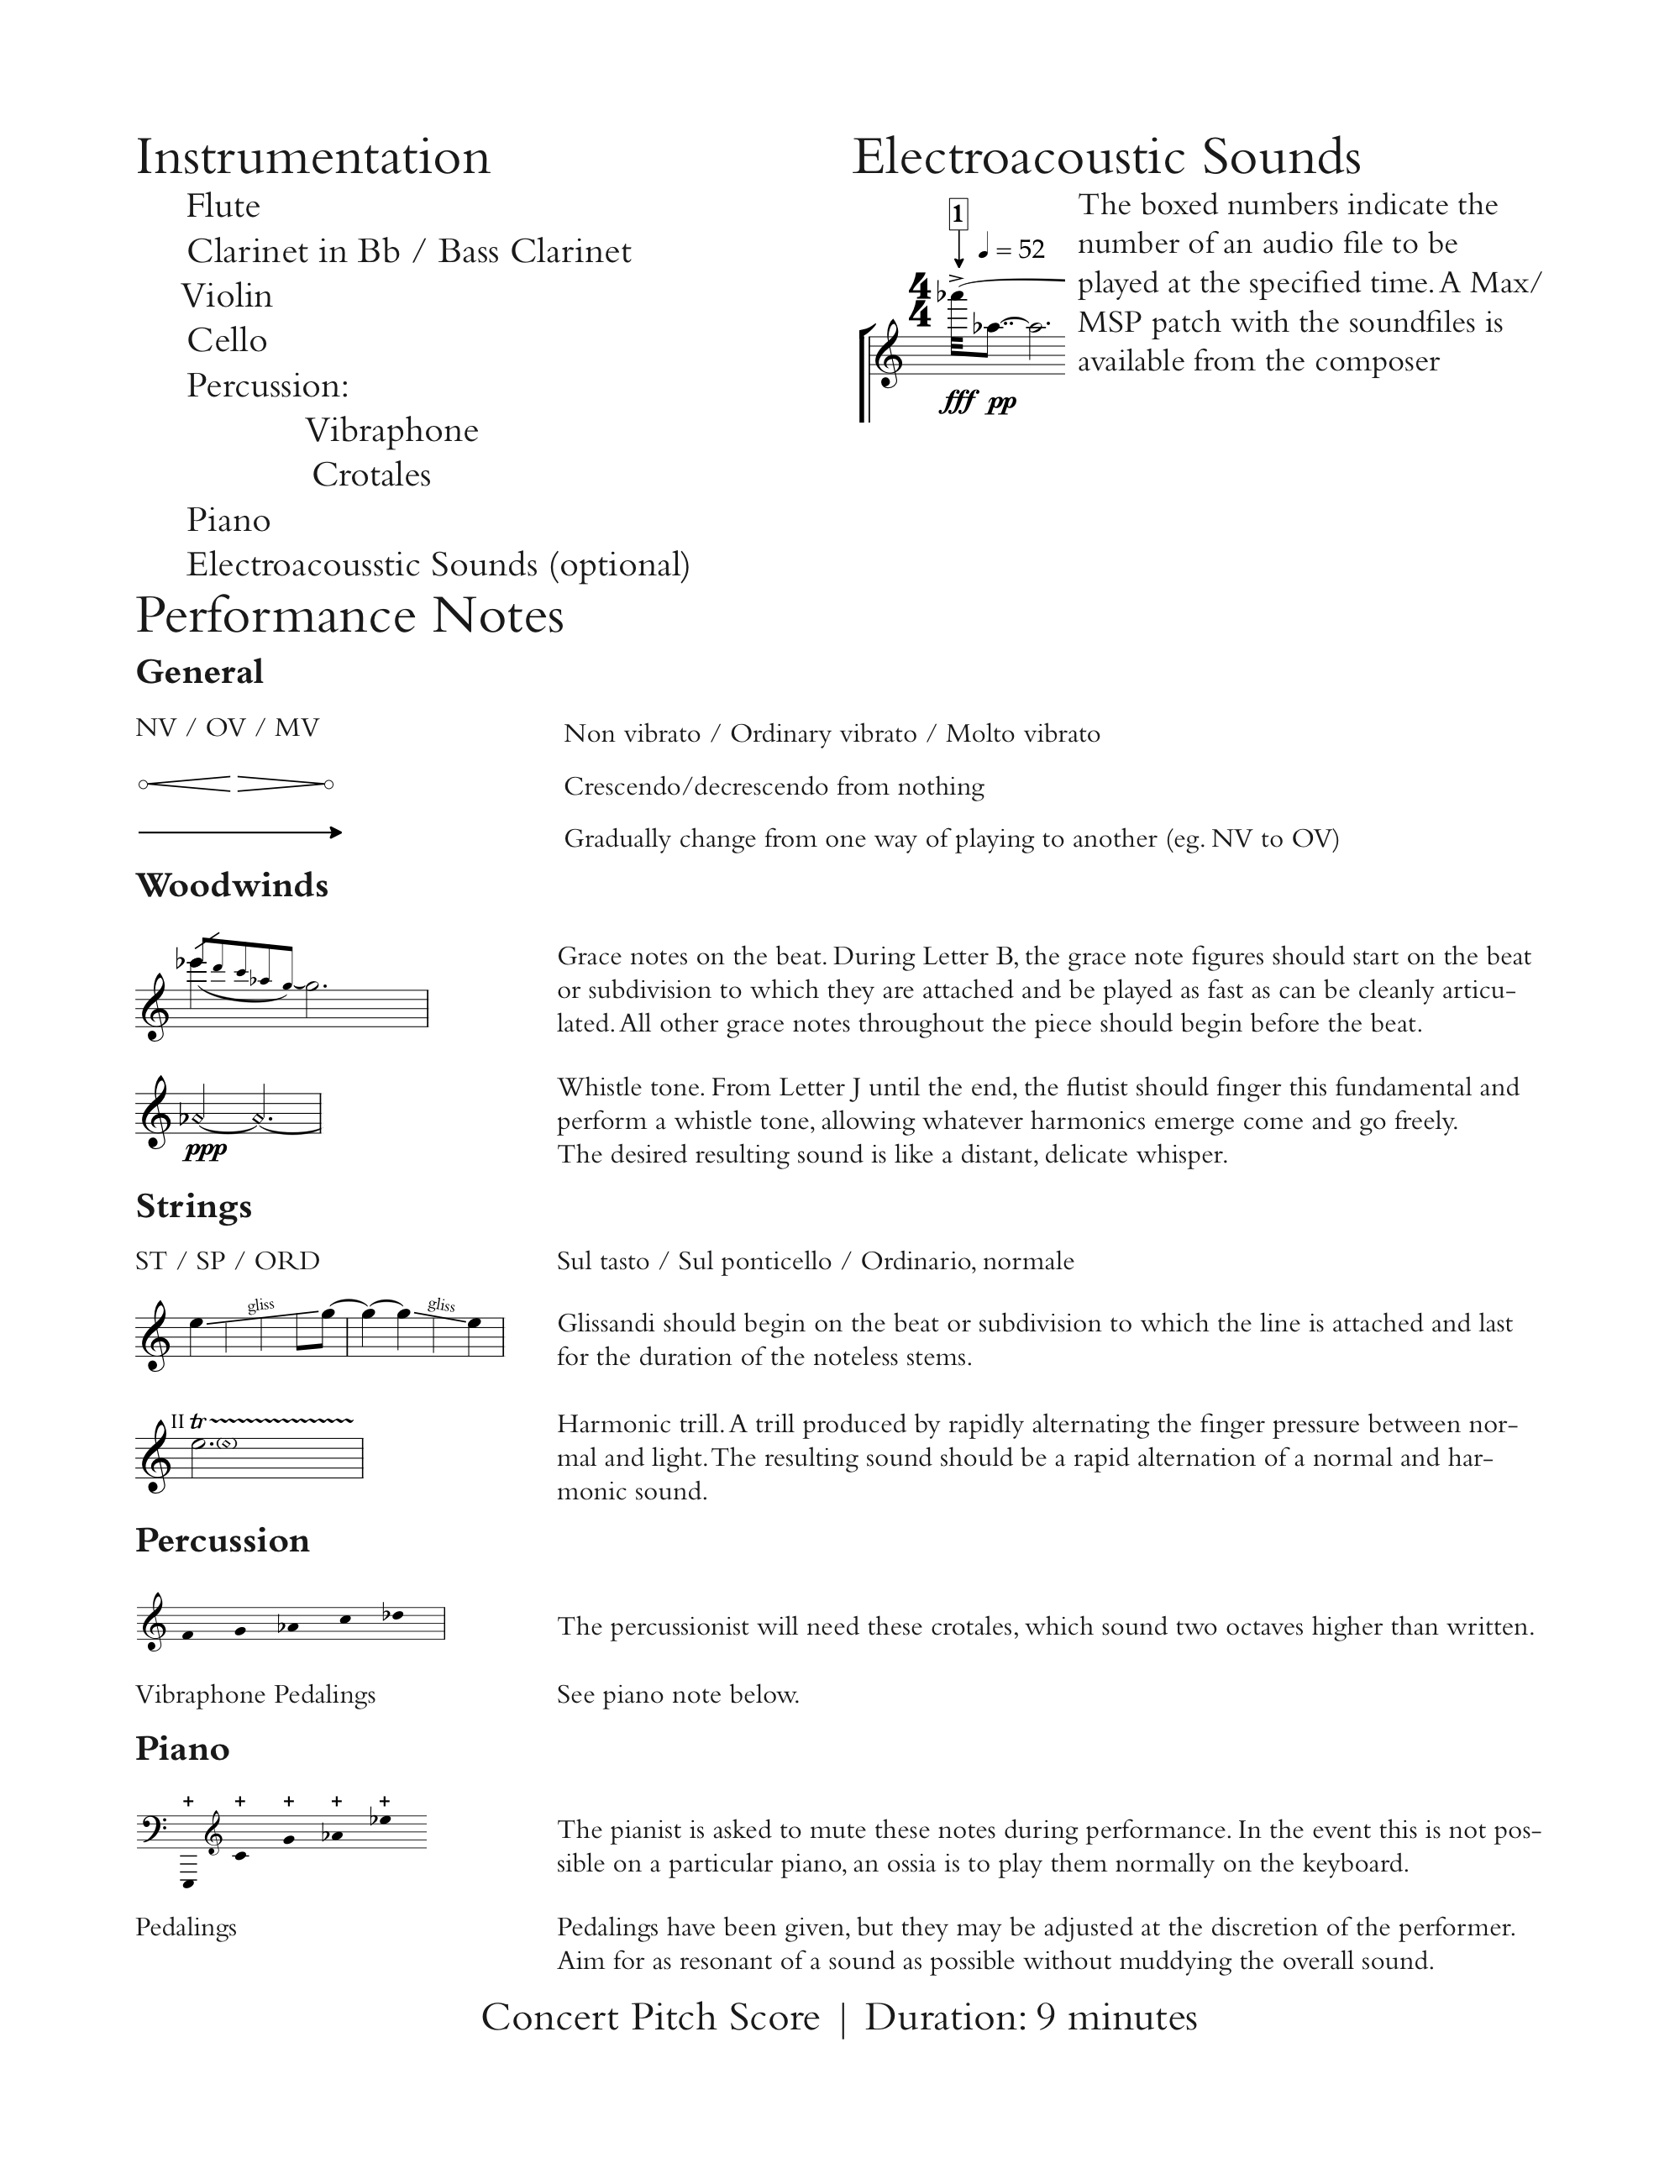 Instrumentation
Flute
Clarinet in Bb / Bass Clarinet
Violin
Cello
Percussion:
Vibraphone
Crotales
Piano
Electroacousstic Sounds (optional)
Electroacoustic Sounds
1
♩ = 52
4
4
fff pp
The boxed numbers indicate the
number of an audio file to be
played at the specified time. A Max/
MSP patch with the soundfiles is
available from the composer
Performance Notes
General
NV / OV / MV
Non vibrato / Ordinary vibrato / Molto vibrato
Crescendo/decrescendo from nothing
Gradually change from one way of playing to another (eg. NV to OV)
Woodwinds
Grace notes on the beat. During Letter B, the grace note figures should start on the beat
or subdivision to which they are attached and be played as fast as can be cleanly articu-
lated. All other grace notes throughout the piece should begin before the beat.
ppp
Whistle tone. From Letter J until the end, the flutist should finger this fundamental and
perform a whistle tone, allowing whatever harmonics emerge come and go freely.
The desired resulting sound is like a distant, delicate whisper.
Strings
ST / SP / ORD
Sul tasto / Sul ponticello / Ordinario, normale
gliss gliss
Glissandi should begin on the beat or subdivision to which the line is attached and last
for the duration of the noteless stems.
II tr
Harmonic trill. A trill produced by rapidly alternating the finger pressure between nor-
mal and light. The resulting sound should be a rapid alternation of a normal and har-
monic sound.
Percussion
The percussionist will need these crotales, which sound two octaves higher than written.
Vibraphone Pedalings
See piano note below.
Piano
+ + + + +
The pianist is asked to mute these notes during performance. In the event this is not pos-
sible on a particular piano, an ossia is to play them normally on the keyboard.
Pedalings
Pedalings have been given, but they may be adjusted at the discretion of the performer.
Aim for as resonant of a sound as possible without muddying the overall sound.
Concert Pitch Score | Duration: 9 minutes